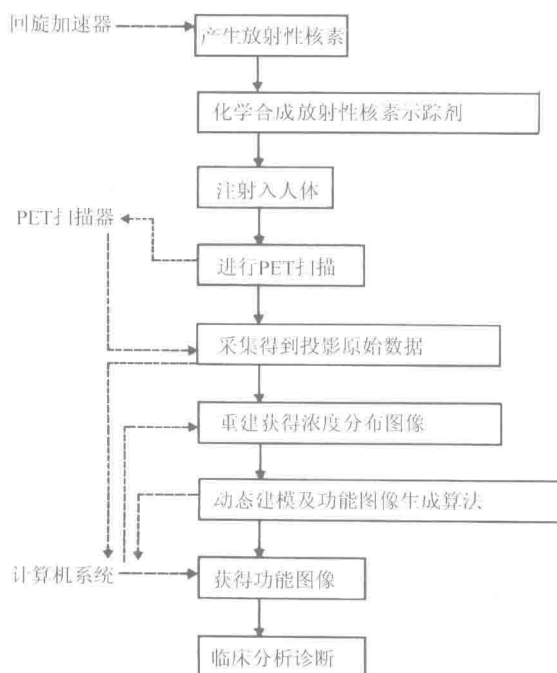 回旋加速器
产生放射性核素
化学合成放射性核素示踪剂
注射入人体
PET扫描器
进行PET扫描
采集得到投影原始数据
重建获得浓度分布图像
动态建模及功能图像生成算法
计算机系统
获得功能图像
临床分析诊断